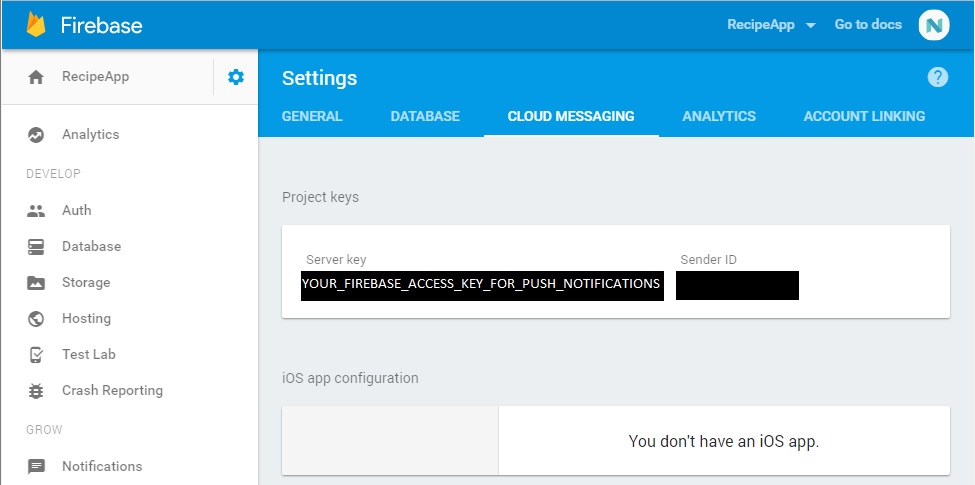 Firebase
RecipeApp Go to docs N
RecipeApp
Settings
?
GENERAL DATABASE CLOUD MESSAGING ANALYTICS ACCOUNT LINKING
Analytics
DEVELOP
Auth
Database
Storage
Hosting
Test Lab
Crash Reporting
GROW
Notifications
Project keys
Server key Sender ID
YOUR_FIREBASE_ACCESS_KEY_FOR_PUSH_NOTIFICATIONS
iOS app configuration
You don't have an iOS app.